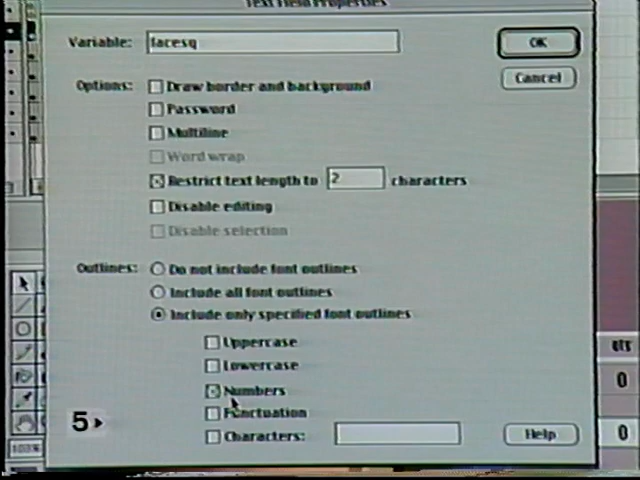 Text Field Properties
Variable: facesq
OK
Cancel
Options: Draw border and background
Password
Multiline
Word wrap
Restrict text length to 2 characters
Disable editing
Disable selection
Outlines: Do not include font outlines
Include all font outlines
Include only specified font outlines
Uppercase
Lowercase
Numbers
Punctuation
Characters:
Help
5
0
0
103%